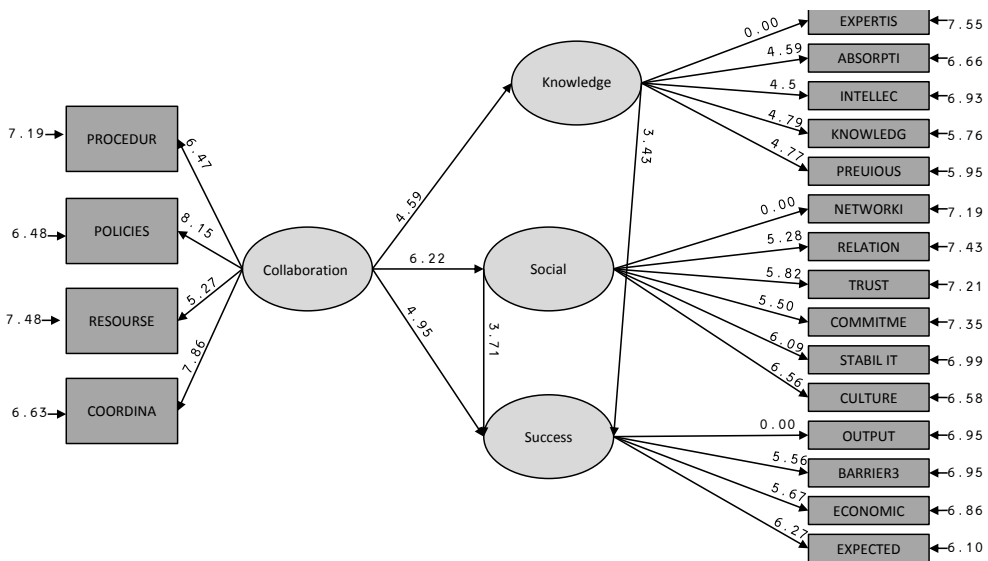 7.19
PROCEDUR
6.47
6.48
POLICIES
8.15
7.48
RESOURSE
5.27
6.63
COORDINA
7.86
Collaboration
4.59
6.22
4.95
Knowledge
3.43
Social
3.71
Success
0.00
EXPERTIS
7.55
4.59
ABSORPTI
6.66
4.5
INTELLEC
6.93
4.79
KNOWLEDG
5.76
4.77
PREUIOUS
5.95
0.00
NETWORKI
7.19
5.28
RELATION
7.43
5.82
TRUST
7.21
5.50
COMMITME
7.35
6.09
STABIL IT
6.99
6.56
CULTURE
6.58
0.00
OUTPUT
6.95
5.56
BARRIER3
6.95
5.67
ECONOMIC
6.86
6.27
EXPECTED
6.10